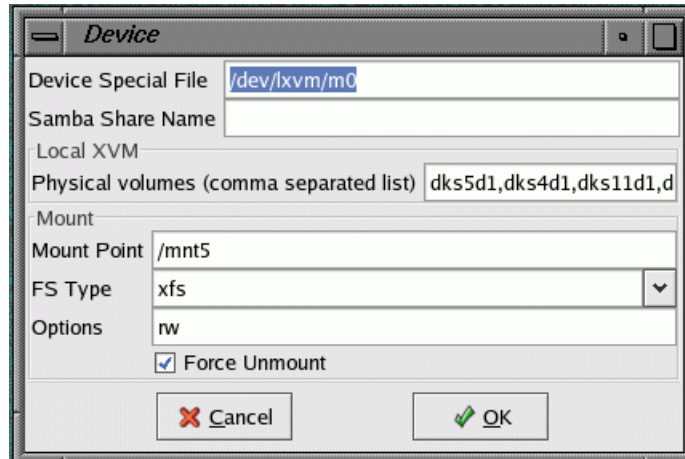 Device
Device Special File /dev/lxvm/m0
Samba Share Name
Local XVM
Physical volumes (comma separated list) dks5d1,dks4d1,dks11d1,d
Mount
Mount Point /mnt5
FS Type xfs
Options rw
Force Unmount
Cancel OK